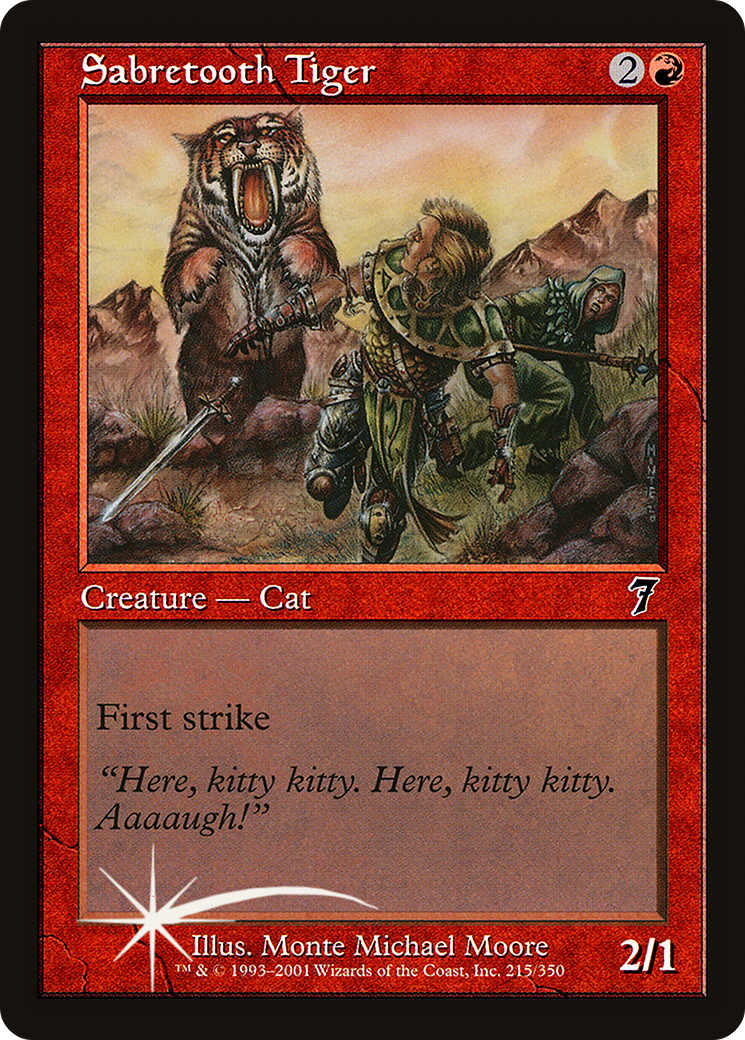 Sabretooth Tiger 2
Creature — Cat 7
First strike
“Here, kitty kitty. Here, kitty kitty.
Aaaaugh!”
Illus. Monte Michael Moore
™ & © 1993–2001 Wizards of the Coast, Inc. 215/350
2/1